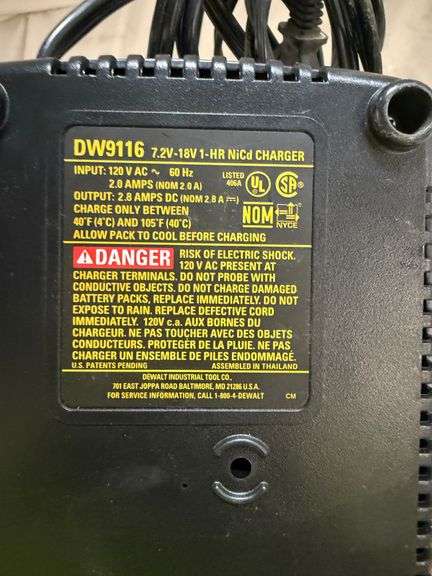 DW9116 7.2V-18V 1-HR NiCd CHARGER
INPUT: 120 V AC ~ 60 Hz
2.0 AMPS (NOM 2.0 A)
LISTED
406A
UL
SA
OUTPUT: 2.8 AMPS DC (NOM 2.8 A ⎓)
CHARGE ONLY BETWEEN
40°F (4°C) AND 105°F (40°C)
NOM
NYCE
ALLOW PACK TO COOL BEFORE CHARGING
DANGER RISK OF ELECTRIC SHOCK.
120 V AC PRESENT AT
CHARGER TERMINALS. DO NOT PROBE WITH
CONDUCTIVE OBJECTS. DO NOT CHARGE DAMAGED
BATTERY PACKS, REPLACE IMMEDIATELY. DO NOT
EXPOSE TO RAIN. REPLACE DEFECTIVE CORD
IMMEDIATELY. 120V c.a. AUX BORNES DU
CHARGEUR. NE PAS TOUCHER AVEC DES OBJETS
CONDUCTEURS. PROTÉGER DE LA PLUIE. NE PAS
CHARGER UN ENSEMBLE DE PILES ENDOMMAGÉ.
U.S. PATENTS PENDING ASSEMBLED IN THAILAND
DEWALT INDUSTRIAL TOOL CO.,
701 EAST JOPPA ROAD BALTIMORE, MD 21286 U.S.A.
FOR SERVICE INFORMATION, CALL 1-800-4-DEWALT
CM